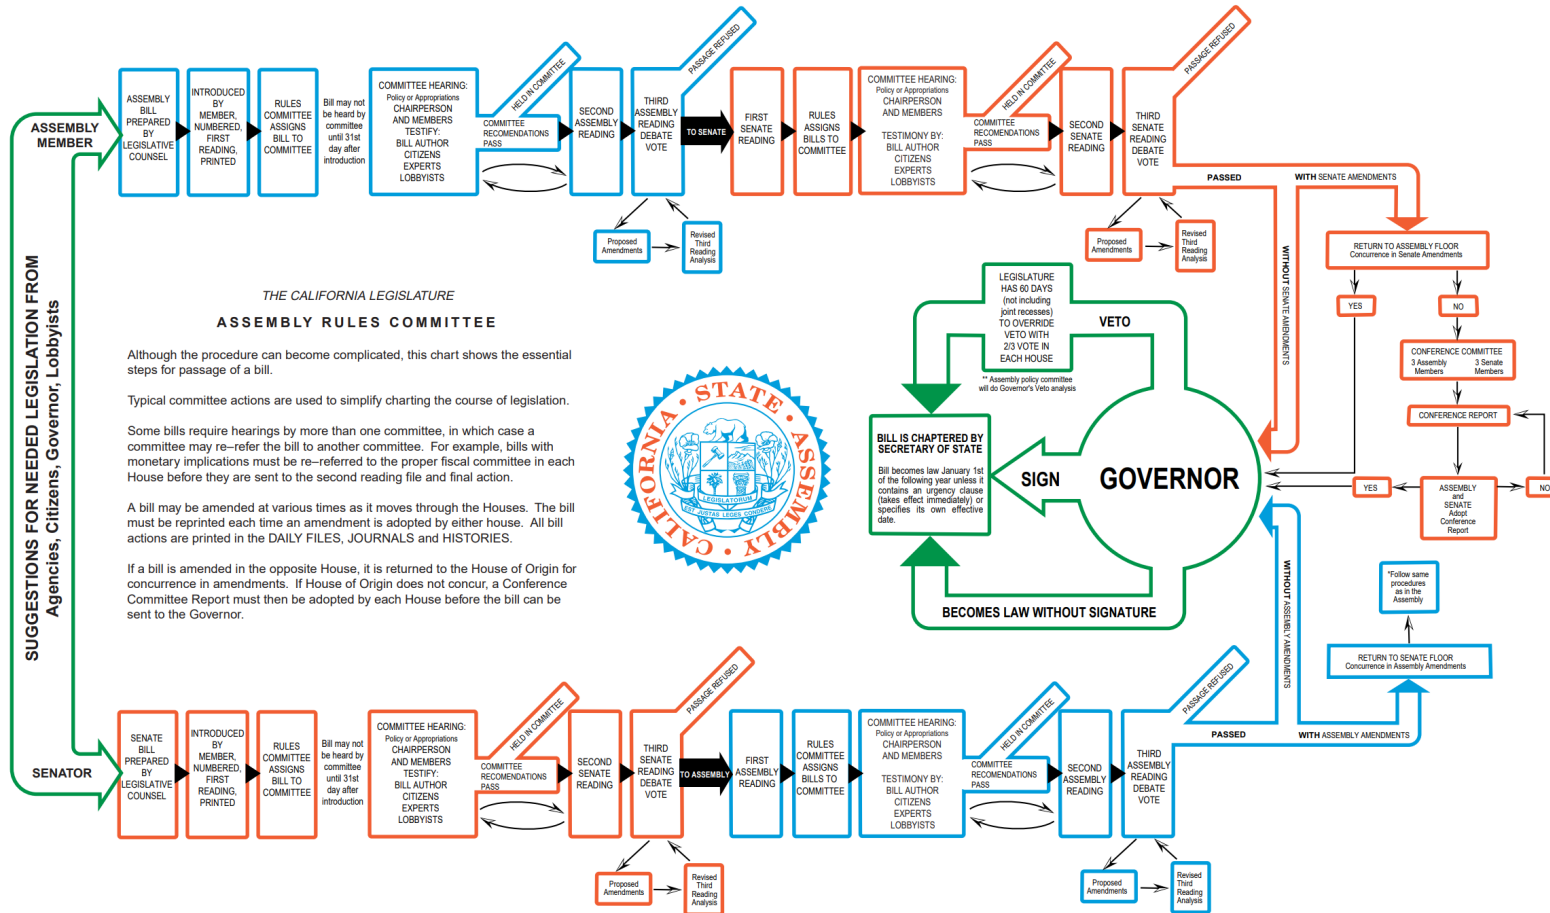 SUGGESTIONS FOR NEEDED LEGISLATION FROM
Agencies, Citizens, Governor, Lobbyists
ASSEMBLY
MEMBER
ASSEMBLY
BILL
PREPARED
BY
LEGISLATIVE
COUNSEL
INTRODUCED
BY
MEMBER,
NUMBERED,
FIRST
READING,
PRINTED
RULES
COMMITTEE
ASSIGNS
BILL TO
COMMITTEE
Bill may not
be heard by
committee
until 31st
day after
introduction
COMMITTEE HEARING:
Policy or Appropriations
CHAIRPERSON
AND MEMBERS
TESTIFY:
BILL AUTHOR
CITIZENS
EXPERTS
LOBBYISTS
HELD IN COMMITTEE
COMMITTEE
RECOMENDATIONS
PASS
SECOND
ASSEMBLY
READING
THIRD
ASSEMBLY
READING
DEBATE
VOTE
PASSAGE REFUSED
Proposed
Amendments
Revised
Third
Reading
Analysis
TO SENATE
FIRST
SENATE
READING
RULES
ASSIGNS
BILLS TO
COMMITTEE
COMMITTEE HEARING:
Policy or Appropriations
CHAIRPERSON
AND MEMBERS
TESTIMONY BY:
BILL AUTHOR
CITIZENS
EXPERTS
LOBBYISTS
HELD IN COMMITTEE
COMMITTEE
RECOMENDATIONS
PASS
SECOND
SENATE
READING
THIRD
SENATE
READING
DEBATE
VOTE
PASSAGE REFUSED
Proposed
Amendments
Revised
Third
Reading
Analysis
PASSED
WITH SENATE AMENDMENTS
WITHOUT SENATE AMENDMENTS
RETURN TO ASSEMBLY FLOOR
Concurrence in Senate Amendments
YES
NO
CONFERENCE COMMITTEE
3 Assembly Members
3 Senate Members
CONFERENCE REPORT
ASSEMBLY
and
SENATE
Adopt
Conference
Report
YES
NO
THE CALIFORNIA LEGISLATURE
ASSEMBLY RULES COMMITTEE
Although the procedure can become complicated, this chart shows the essential
steps for passage of a bill.
Typical committee actions are used to simplify charting the course of legislation.
Some bills require hearings by more than one committee, in which case a
committee may re–refer the bill to another committee. For example, bills with
monetary implications must be re–referred to the proper fiscal committee in each
House before they are sent to the second reading file and final action.
A bill may be amended at various times as it moves through the Houses. The bill
must be reprinted each time an amendment is adopted by either house. All bill
actions are printed in the DAILY FILES, JOURNALS and HISTORIES.
If a bill is amended in the opposite House, it is returned to the House of Origin for
concurrence in amendments. If House of Origin does not concur, a Conference
Committee Report must then be adopted by each House before the bill can be
sent to the Governor.
CALIFORNIA · STATE · ASSEMBLY
LEGISLATORUM
EST JUSTAS LEGES CONDERE
LEGISLATURE
HAS 60 DAYS
(not including
joint recesses)
TO OVERRIDE
VETO WITH
2/3 VOTE IN
EACH HOUSE
VETO
** Assembly policy committee
will do Governor's Veto analysis
BILL IS CHAPTERED BY
SECRETARY OF STATE
Bill becomes law January 1st
of the following year unless it
contains an urgency clause
(takes effect immediately) or
specifies its own effective
date.
SIGN
GOVERNOR
BECOMES LAW WITHOUT SIGNATURE
*Follow same
procedures
as in the
Assembly
RETURN TO SENATE FLOOR
Concurrence in Assembly Amendments
WITHOUT ASSEMBLY AMENDMENTS
SENATOR
SENATE
BILL
PREPARED
BY
LEGISLATIVE
COUNSEL
INTRODUCED
BY
MEMBER,
NUMBERED,
FIRST
READING,
PRINTED
RULES
COMMITTEE
ASSIGNS
BILL TO
COMMITTEE
Bill may not
be heard by
committee
until 31st
day after
introduction
COMMITTEE HEARING:
Policy or Appropriations
CHAIRPERSON
AND MEMBERS
TESTIFY:
BILL AUTHOR
CITIZENS
EXPERTS
LOBBYISTS
HELD IN COMMITTEE
COMMITTEE
RECOMENDATIONS
PASS
SECOND
SENATE
READING
THIRD
SENATE
READING
DEBATE
VOTE
PASSAGE REFUSED
Proposed
Amendments
Revised
Third
Reading
Analysis
TO ASSEMBLY
FIRST
ASSEMBLY
READING
RULES
COMMITTEE
ASSIGNS
BILLS TO
COMMITTEE
COMMITTEE HEARING:
Policy or Appropriations
CHAIRPERSON
AND MEMBERS
TESTIMONY BY:
BILL AUTHOR
CITIZENS
EXPERTS
LOBBYISTS
HELD IN COMMITTEE
COMMITTEE
RECOMENDATIONS
PASS
SECOND
ASSEMBLY
READING
THIRD
ASSEMBLY
READING
DEBATE
VOTE
PASSAGE REFUSED
Proposed
Amendments
Revised
Third
Reading
Analysis
PASSED
WITH ASSEMBLY AMENDMENTS